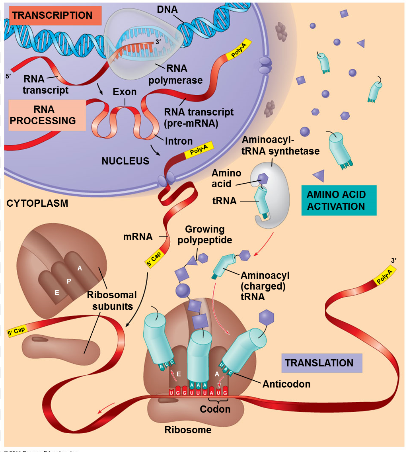 TRANSCRIPTION
DNA
3'
Poly-A
5'
RNA
transcript
RNA
polymerase
RNA
PROCESSING
Exon
RNA transcript
(pre-mRNA)
Intron
NUCLEUS
Poly-A
Aminoacyl-
tRNA synthetase
Amino
acid
tRNA
AMINO ACID
ACTIVATION
CYTOPLASM
mRNA
5' Cap
Growing
polypeptide
Aminoacyl
(charged)
tRNA
3'
Poly-A
E P A
Ribosomal
subunits
5' Cap
TRANSLATION
E
A
Anticodon
A A A
U G G U U U A U G
Codon
Ribosome